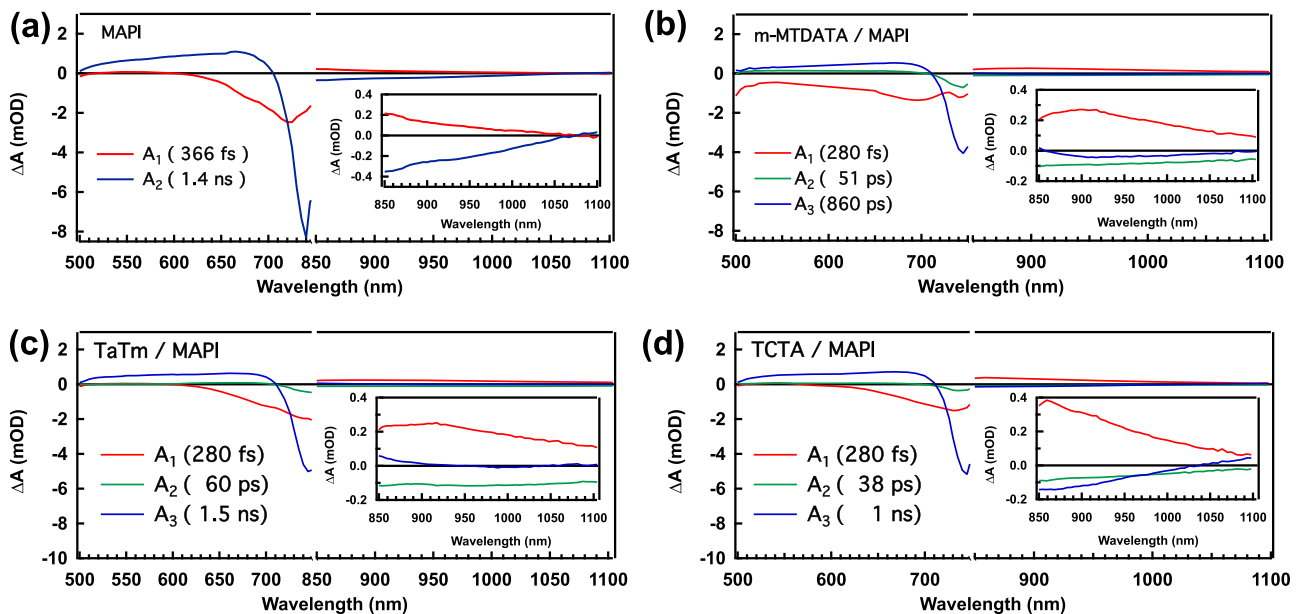 (a)
MAPI
2
0
-2
-4
-6
-8
ΔA (mOD)
A1 ( 366 fs )
A2 ( 1.4 ns )
0.4
0.2
0.0
-0.2
-0.4
ΔA (mOD)
850 900 950 1000 1050 1100
Wavelength (nm)
500 550 600 650 700 750 850 900 950 1000 1050 1100
Wavelength (nm)
(b)
m-MTDATA / MAPI
2
0
-2
-4
-6
-8
ΔA (mOD)
A1 (280 fs)
A2 ( 51 ps)
A3 (860 ps)
0.4
0.2
0.0
-0.2
ΔA (mOD)
850 900 950 1000 1050 1100
Wavelength (nm)
500 600 700 900 1000 1100
Wavelength (nm)
(c)
TaTm / MAPI
2
0
-2
-4
-6
-8
-10
ΔA (mOD)
A1 (280 fs)
A2 ( 60 ps)
A3 ( 1.5 ns)
0.4
0.2
0.0
-0.2
ΔA (mOD)
850 900 950 1000 1050 1100
Wavelength (nm)
500 550 600 650 700 850 900 950 1000 1050 1100
Wavelength (nm)
(d)
TCTA / MAPI
2
0
-2
-4
-6
-8
-10
ΔA (mOD)
A1 (280 fs)
A2 ( 38 ps)
A3 ( 1 ns)
0.4
0.2
0.0
-0.2
ΔA (mOD)
850 900 950 1000 1050 1100
Wavelength (nm)
500 600 700 900 1000 1100
Wavelength (nm)